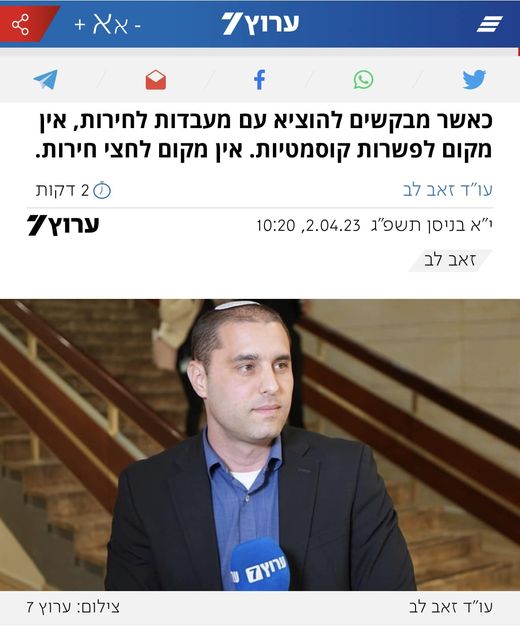 + אאא -
ערוץ 7
כאשר מבקשים להוציא עם מעבדות לחירות, אין
מקום לפשרות קוסמטיות. אין מקום לחצי חירות.
עו"ד זאב לב
2 דקות
י"א בניסן תשפ"ג 2.04.23, 10:20
ערוץ 7
זאב לב
ערוץ 7
עו"ד זאב לב
צילום: ערוץ 7